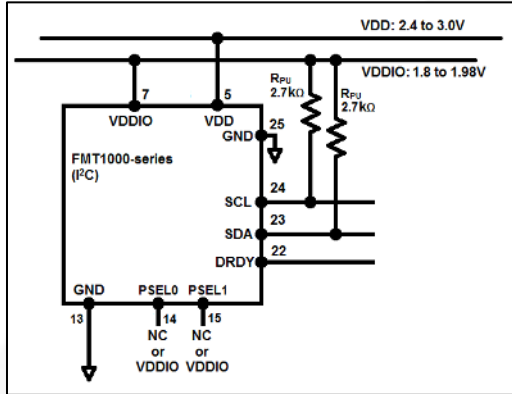 VDD: 2.4 to 3.0V
VDDIO: 1.8 to 1.98V
RPU
2.7kΩ
RPU
2.7kΩ
7
5
VDDIO
VDD
25
GND
FMT1000-series
(I²C)
24
SCL
23
SDA
22
DRDY
GND
PSEL0
PSEL1
13
14
15
NC
or
VDDIO
NC
or
VDDIO